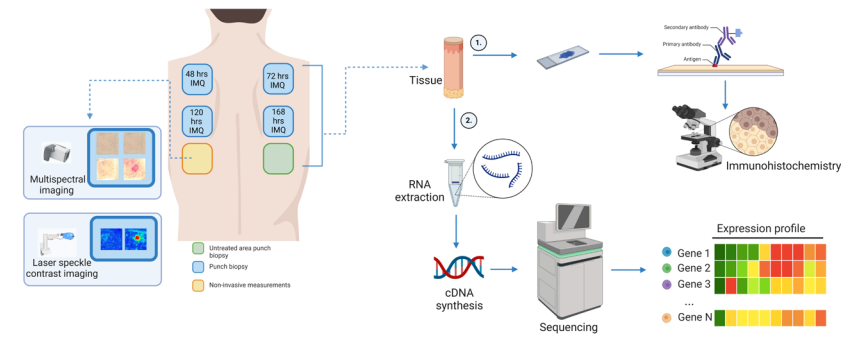 48 hrs
IMQ
72 hrs
IMQ
120
hrs
IMQ
168
hrs
IMQ
Multispectral
imaging
Laser speckle
contrast imaging
Untreated area punch
biopsy
Punch biopsy
Non-invasive measurements
Tissue
1.
2.
Secondary antibody
Primary antibody
Antigen
Immunohistochemistry
RNA
extraction
cDNA
synthesis
Sequencing
Expression profile
Gene 1
Gene 2
Gene 3
...
Gene N